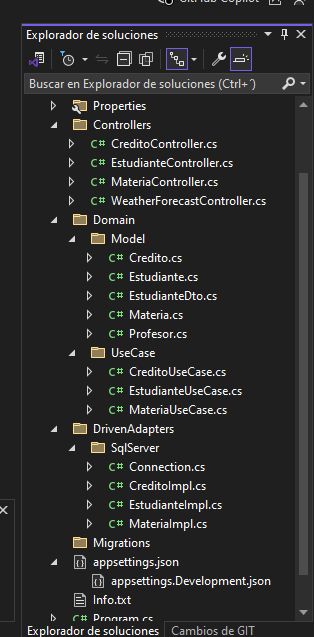 GitHub Copilot
Explorador de soluciones
Buscar en Explorador de soluciones (Ctrl+´)
Properties
Controllers
C# CreditoController.cs
C# EstudianteController.cs
C# MateriaController.cs
C# WeatherForecastController.cs
Domain
Model
C# Credito.cs
C# Estudiante.cs
C# EstudianteDto.cs
C# Materia.cs
C# Profesor.cs
UseCase
C# CreditoUseCase.cs
C# EstudianteUseCase.cs
C# MateriaUseCase.cs
DrivenAdapters
SqlServer
C# Connection.cs
C# CreditoImpl.cs
C# EstudianteImpl.cs
C# MateriaImpl.cs
Migrations
appsettings.json
appsettings.Development.json
Info.txt
C# Program.cs
Explorador de soluciones Cambios de GIT